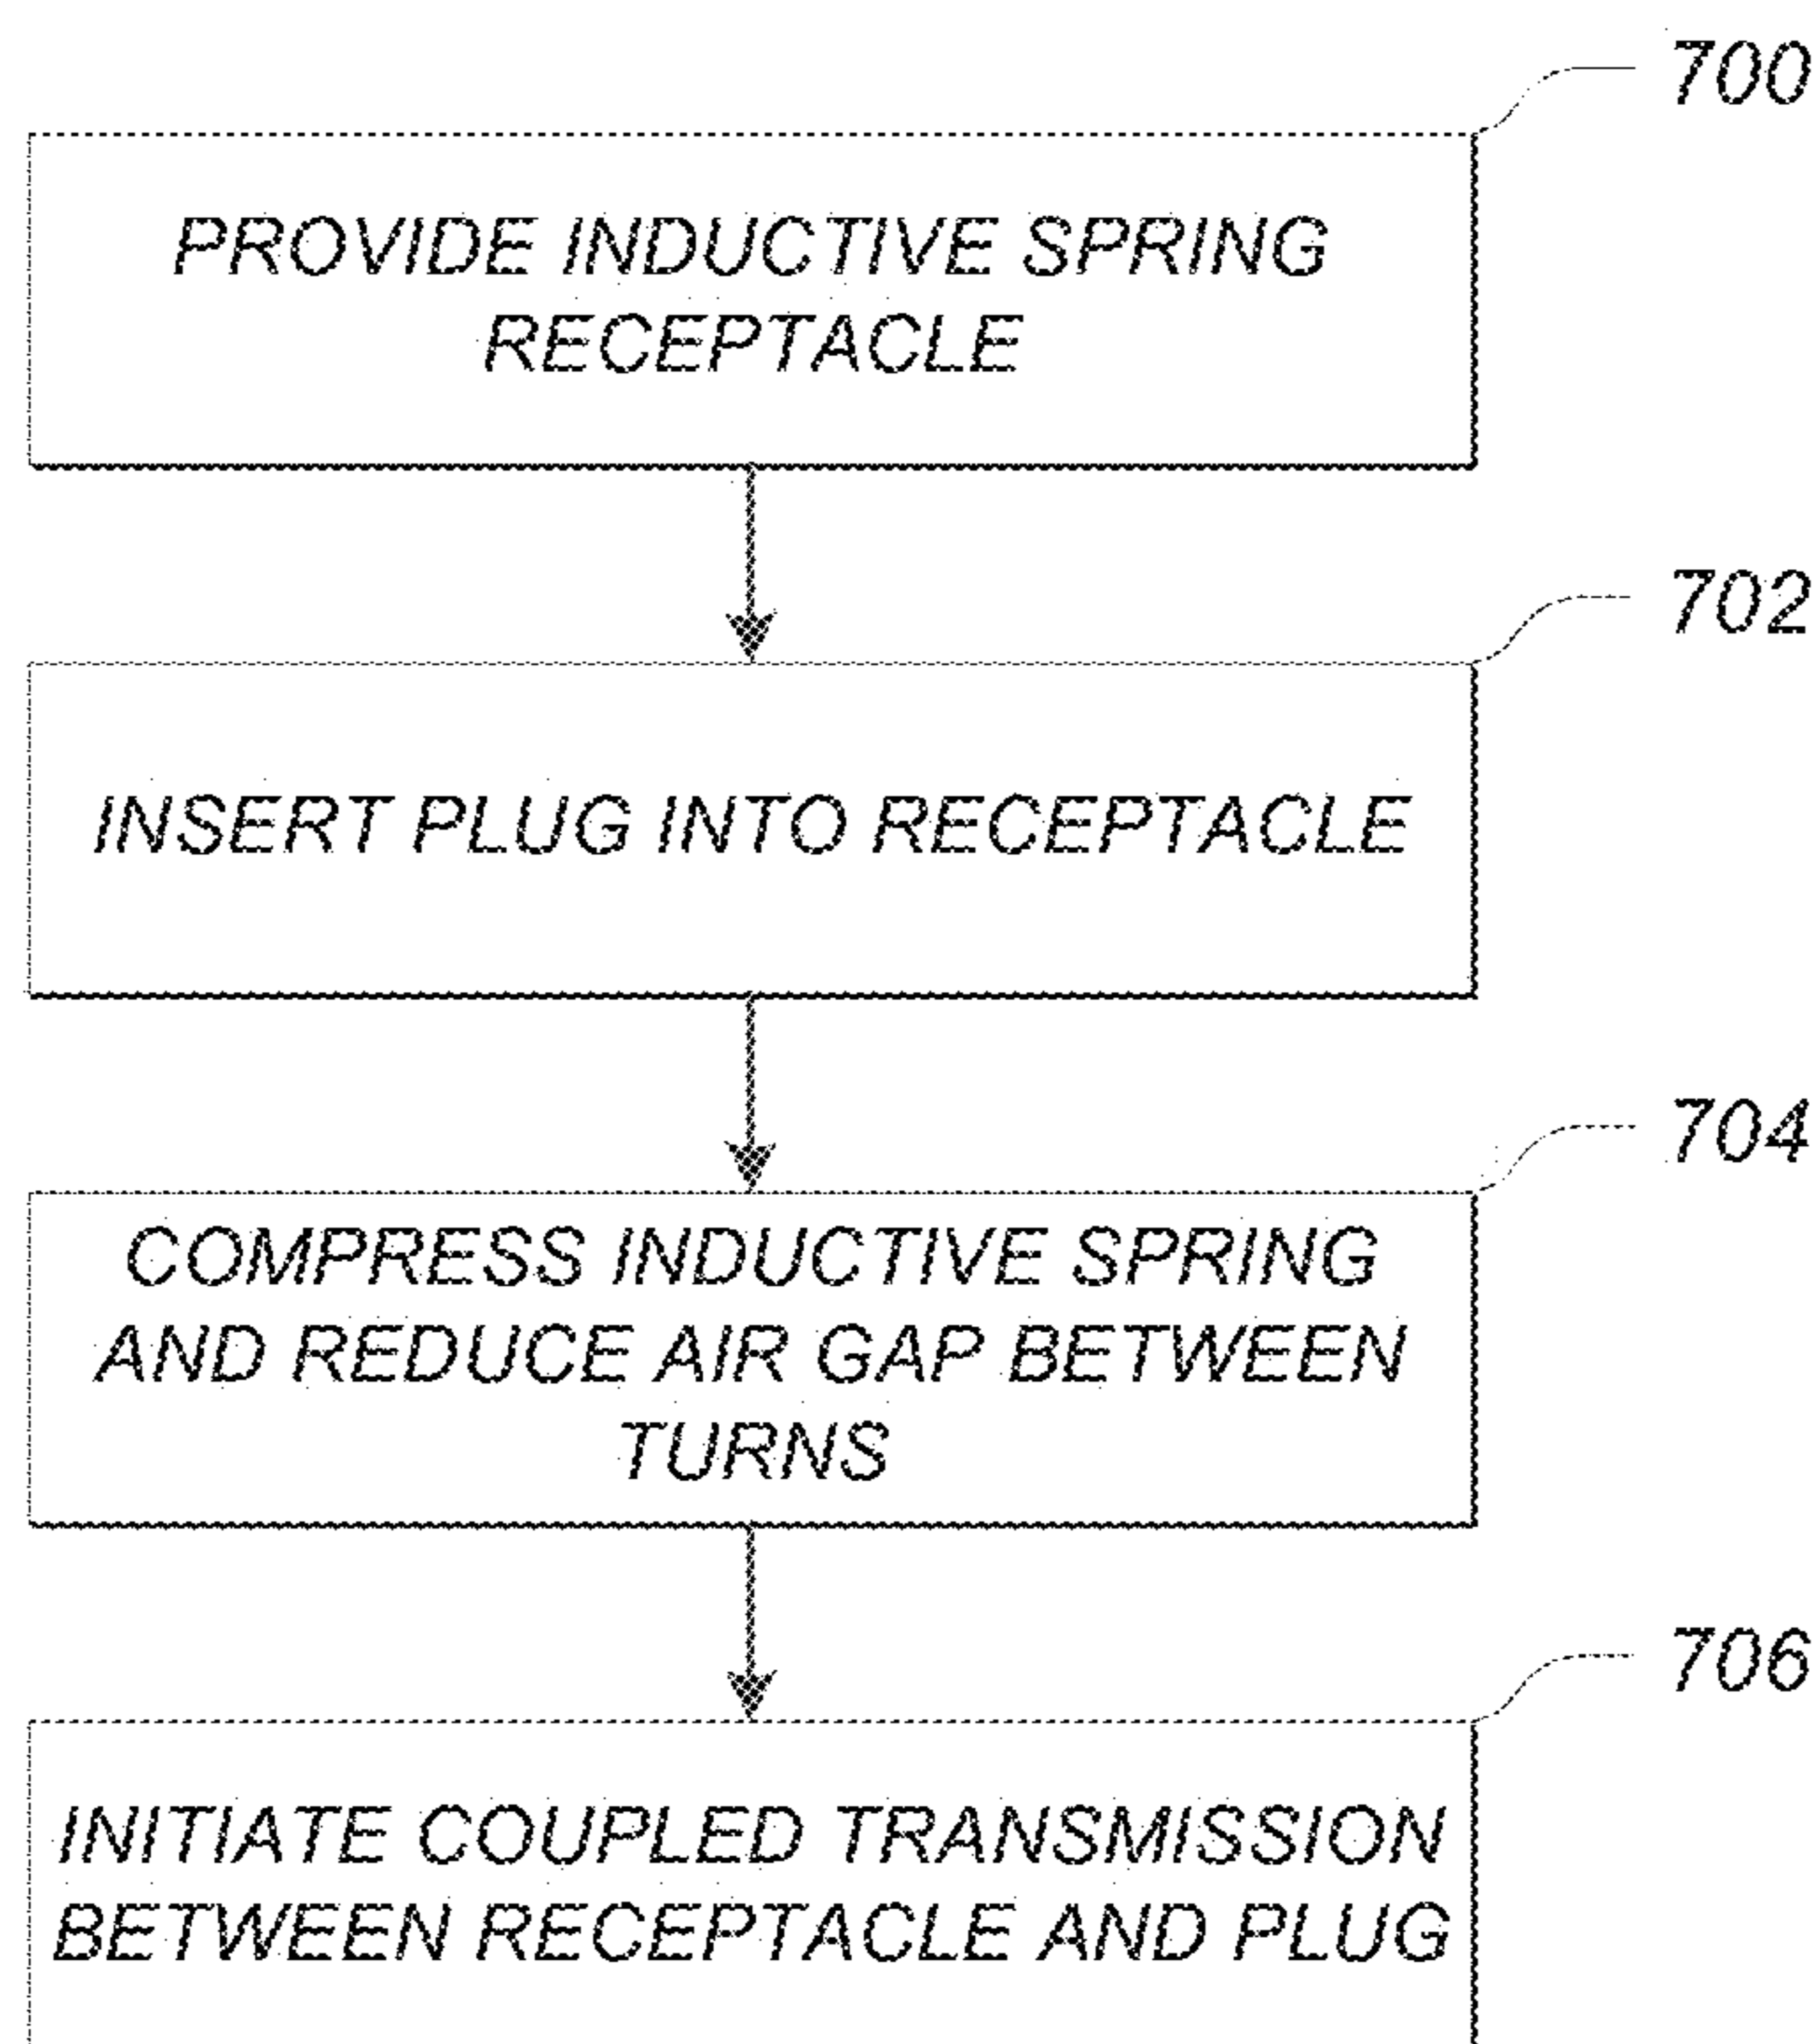 700
PROVIDE INDUCTIVE SPRING
RECEPTACLE
702
INSERT PLUG INTO RECEPTACLE
704
COMPRESS INDUCTIVE SPRING
AND REDUCE AIR GAP BETWEEN
TURNS
706
INITIATE COUPLED TRANSMISSION
BETWEEN RECEPTACLE AND PLUG